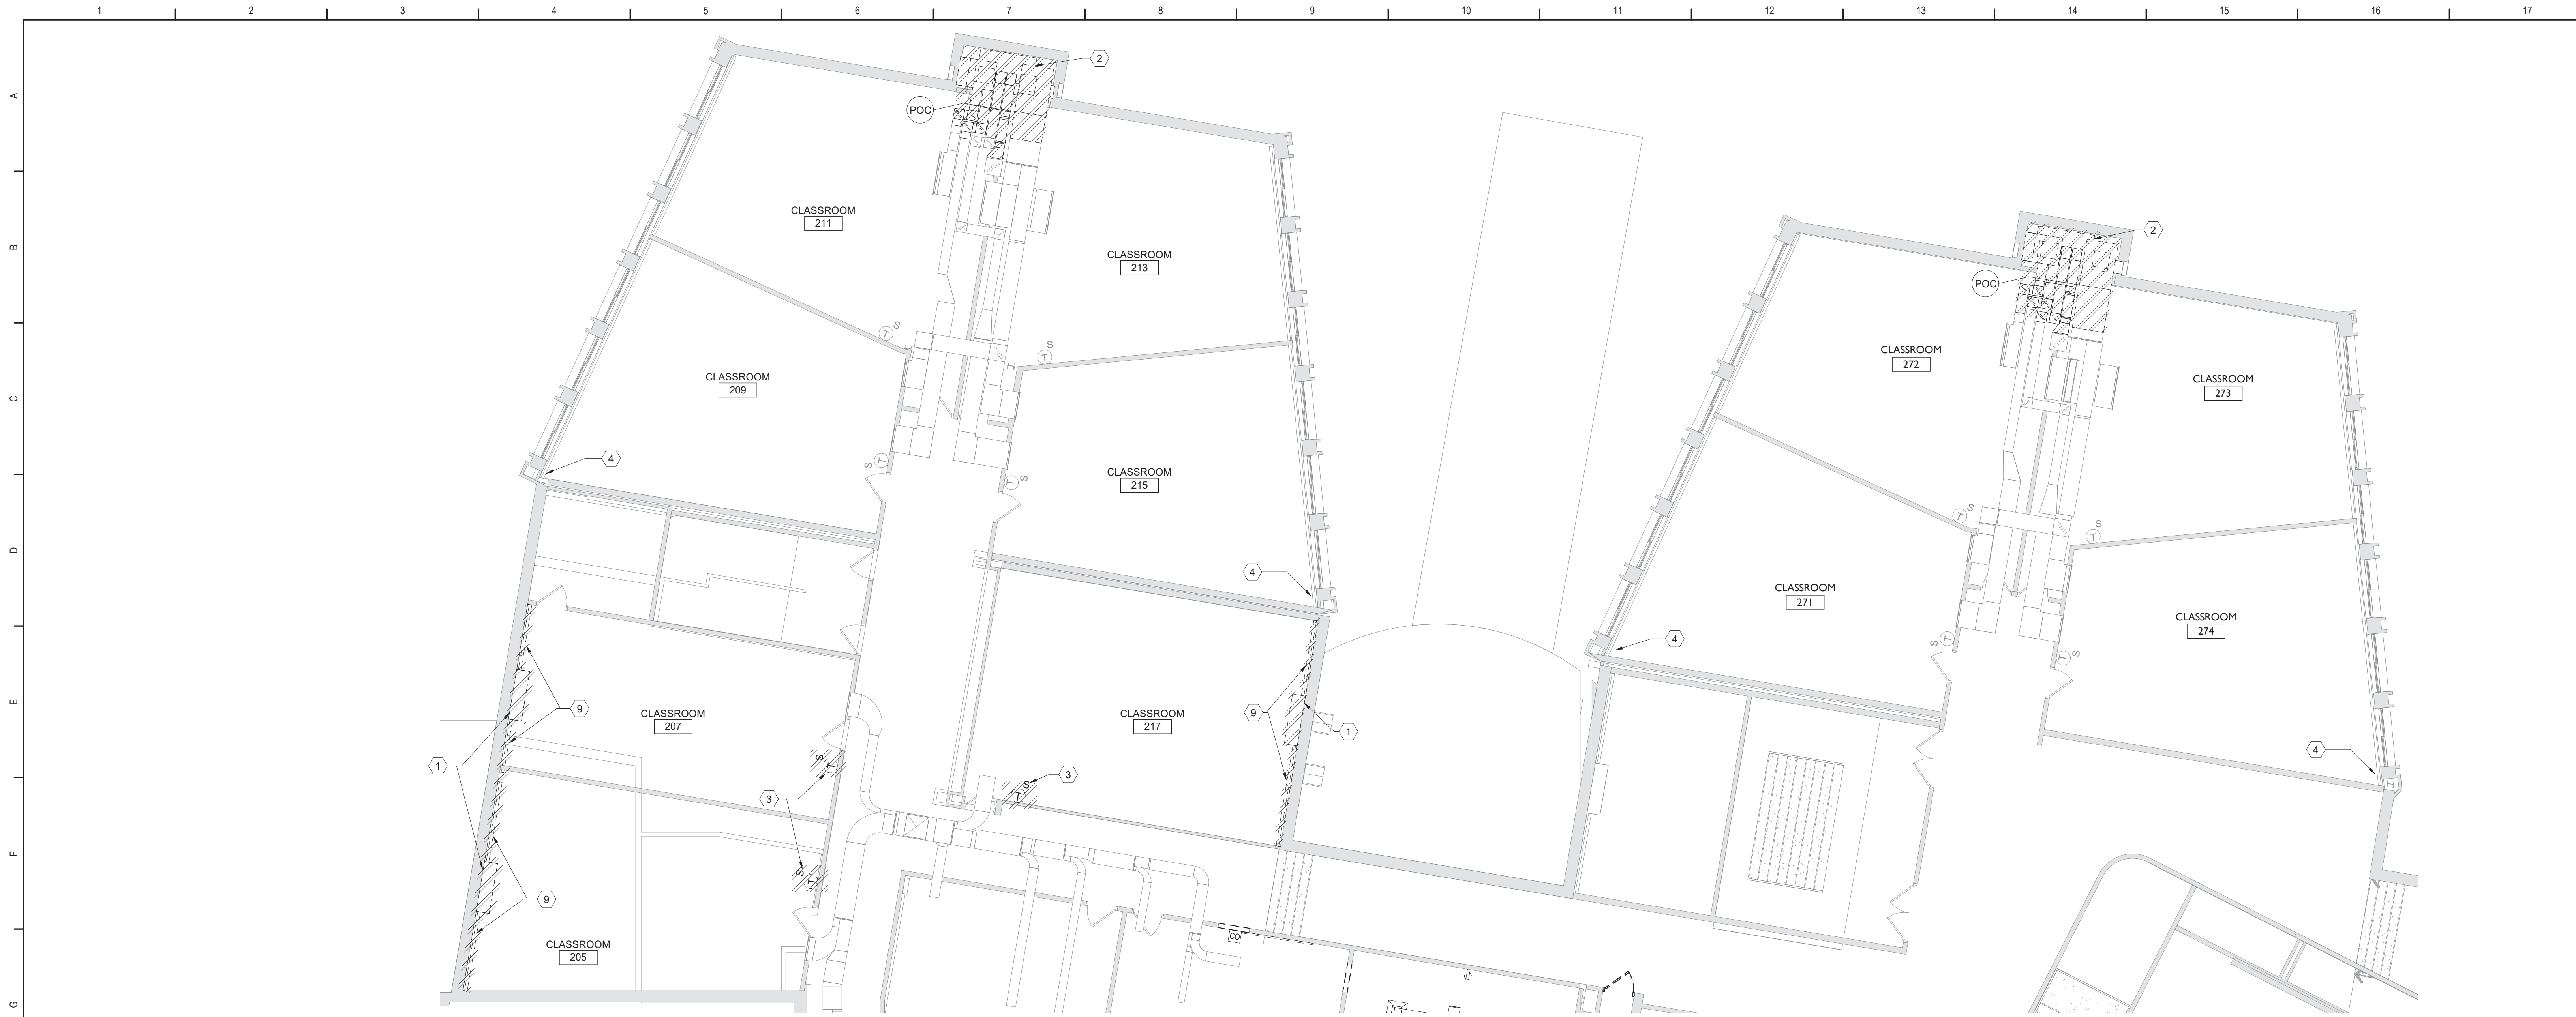 1 2 3 4 5 6 7 8 9 10 11 12 13 14 15 16 17
A
2
POC
B
CLASSROOM
211
CLASSROOM
213
2
POC
S
T
S
T
CLASSROOM
272
CLASSROOM
273
C
CLASSROOM
209
4
S
T
CLASSROOM
215
T
S
S
T
S
T
D
4
CLASSROOM
271
CLASSROOM
274
4
S
T
T
S
E
9
CLASSROOM
207
CLASSROOM
217
9
1
4
1
S
T
3
S
T
3
F
S
T
9
CLASSROOM
205
CO
G